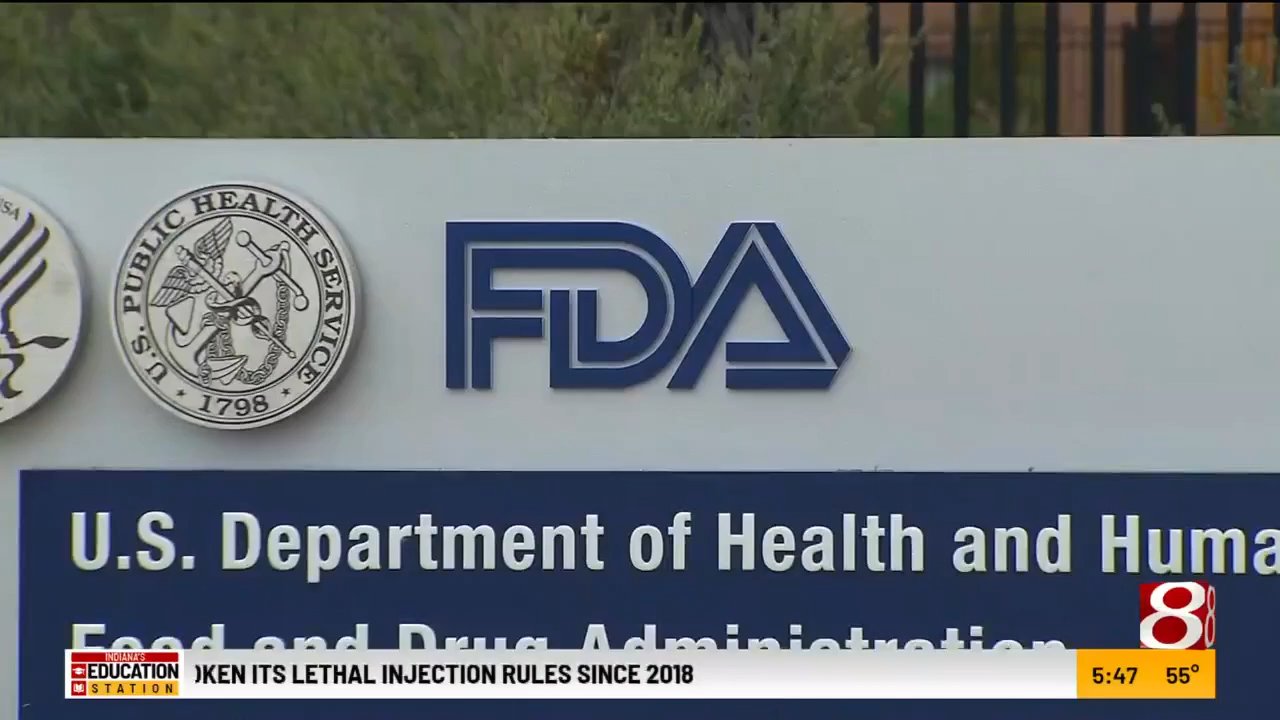 USA
U.S. PUBLIC HEALTH SERVICE
1798
FDA
U.S. Department of Health and Huma
Food and Drug Administration
8
INDIANA'S
EDUCATION
STATION
OKEN ITS LETHAL INJECTION RULES SINCE 2018
5:47 55°